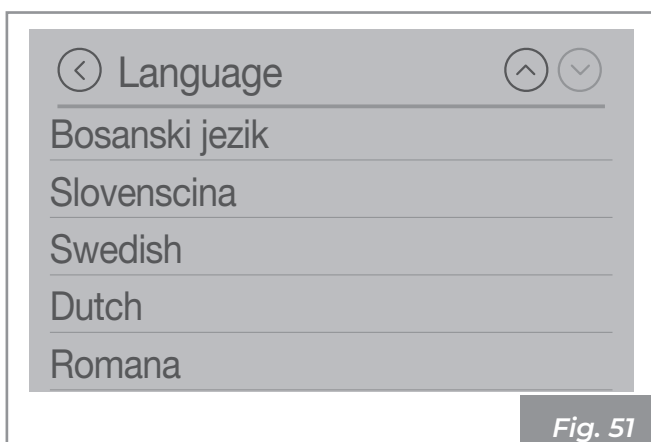 Language
Bosanski jezik
Slovenscina
Swedish
Dutch
Romana
Fig. 51